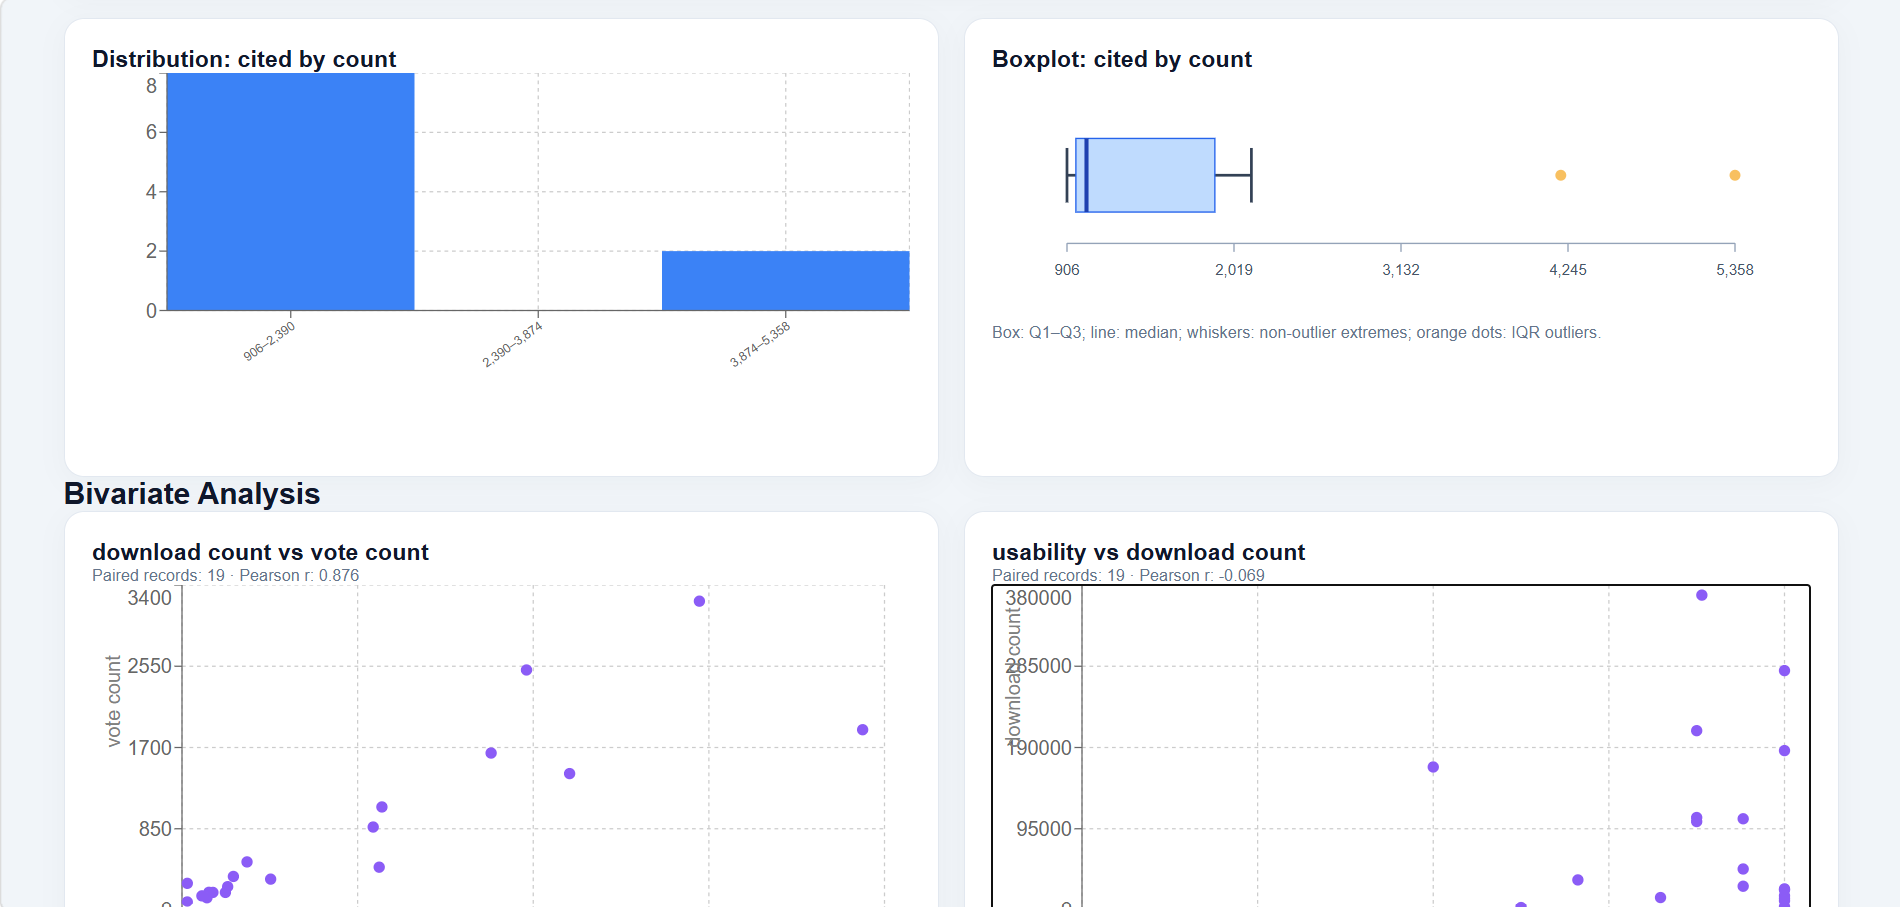 Distribution: cited by count
8
6
4
2
0
906–2,390
2,390–3,874
3,874–5,358
Boxplot: cited by count
906
2,019
3,132
4,245
5,358
Box: Q1–Q3; line: median; whiskers: non-outlier extremes; orange dots: IQR outliers.
Bivariate Analysis
download count vs vote count
Paired records: 19 · Pearson r: 0.876
vote count
3400
2550
1700
850
0
usability vs download count
Paired records: 19 · Pearson r: -0.069
download count
380000
285000
190000
95000
0